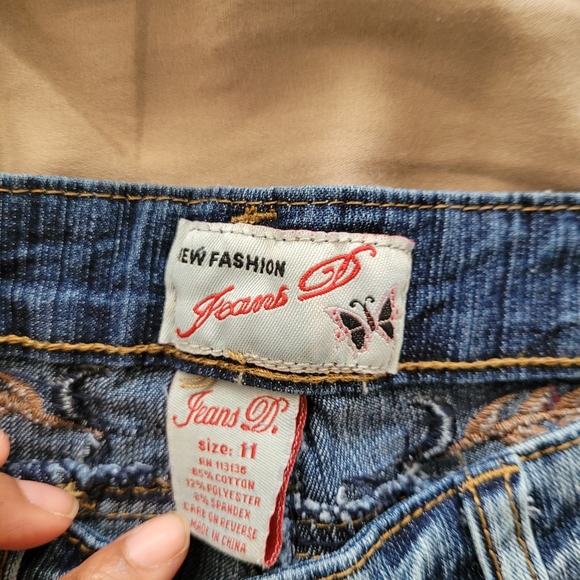 EW FASHION
Jeans D
Jeans D.
size: 11
RN 113136
65% COTTON
32% POLYESTER
3% SPANDEX
CARE ON REVERSE
MADE IN CHINA